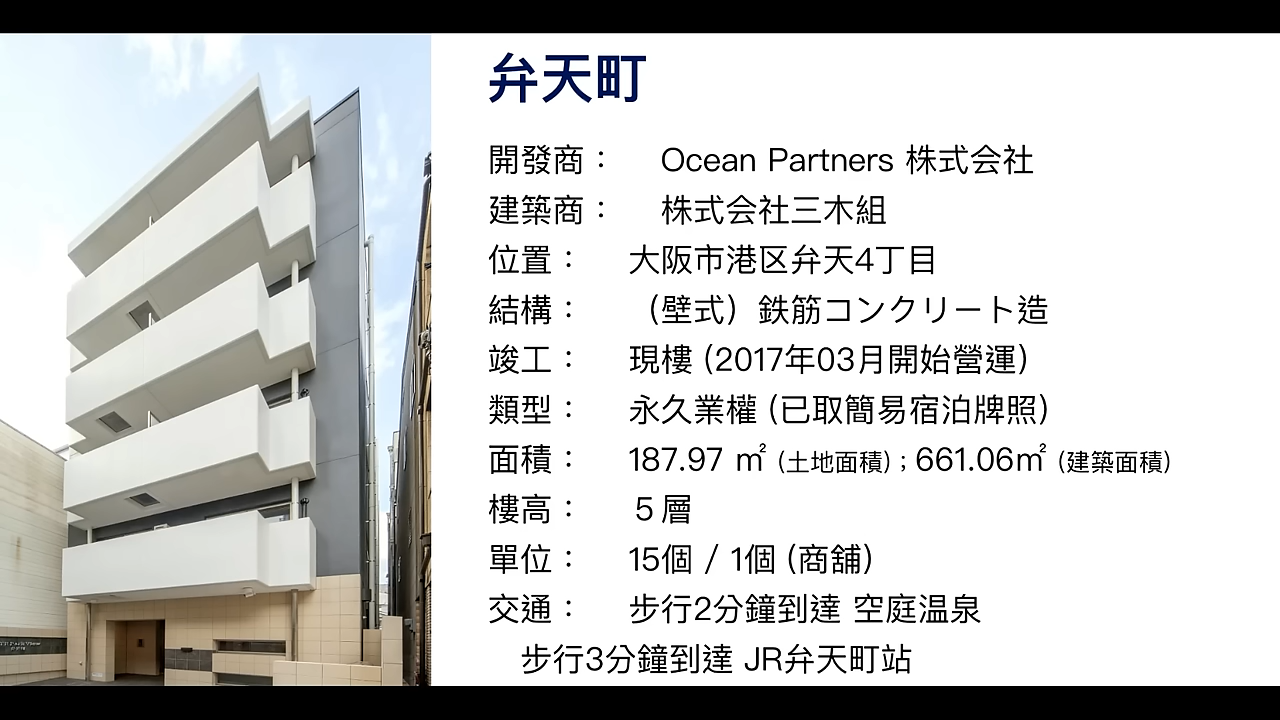 弁天町
開發商： Ocean Partners 株式会社
建築商： 株式会社三木組
位置： 大阪市港区弁天4丁目
結構： （壁式）鉄筋コンクリート造
竣工： 現樓 (2017年03月開始營運)
類型： 永久業權 (已取簡易宿泊牌照)
面積： 187.97 ㎡ (土地面積) ; 661.06㎡ (建築面積)
樓高： 5 層
單位： 15個 / 1個 (商舖)
交通： 步行2分鐘到達 空庭温泉
步行3分鐘到達 JR弁天町站